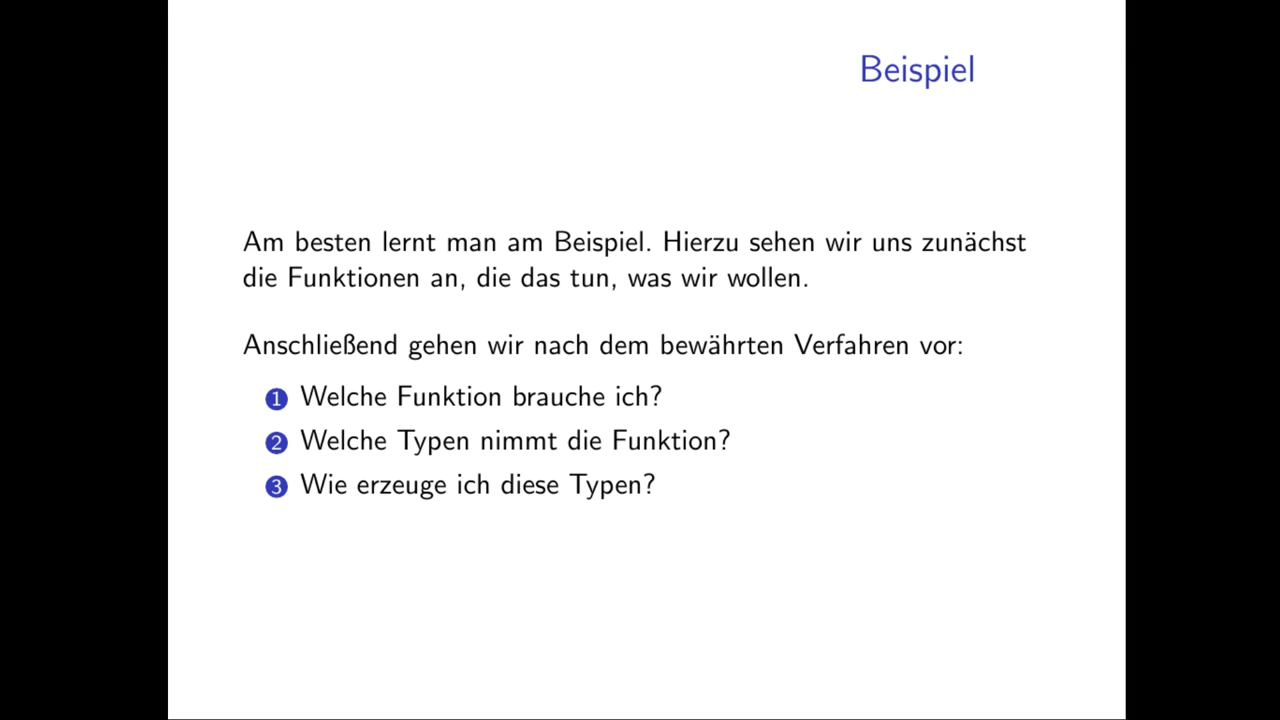 Beispiel
Am besten lernt man am Beispiel. Hierzu sehen wir uns zunächst
die Funktionen an, die das tun, was wir wollen.
Anschließend gehen wir nach dem bewährten Verfahren vor:
1 Welche Funktion brauche ich?
2 Welche Typen nimmt die Funktion?
3 Wie erzeuge ich diese Typen?